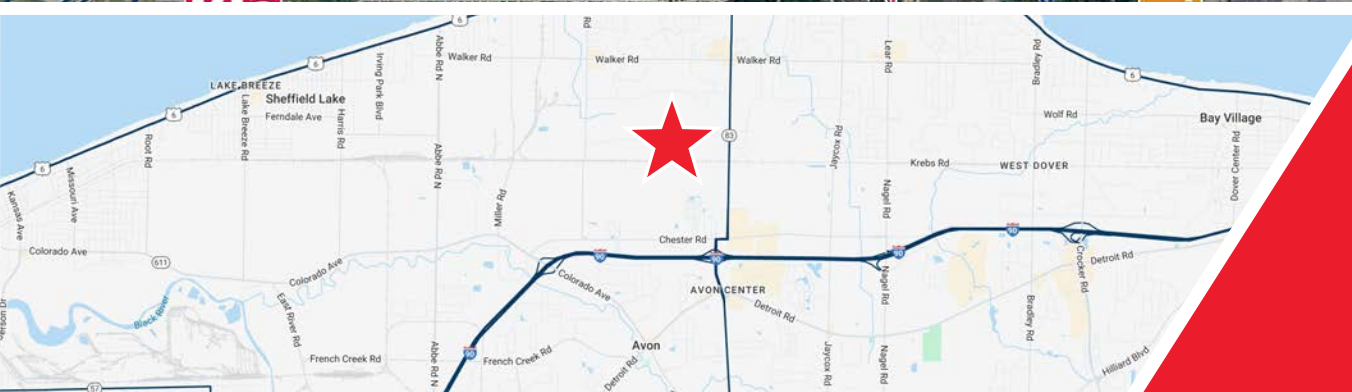 6
Rd
Abbe Rd N
Walker Rd
Walker Rd
Walker Rd
Lear Rd
Bradley Rd
6
6
Irving Park Blvd
LAKE BREEZE
Sheffield Lake
Ferndale Ave
Lake Breeze Rd
Harris Rd
6
Root Rd
83
Jaycox Rd
Wolf Rd
Bay Village
Dover Center Rd
Krebs Rd
WEST DOVER
6
Missouri Ave
Kansas Ave
Abbe Rd N
Miller Rd
Nagel Rd
Chester Rd
Colorado Ave
611
Colorado Ave
90
90
90
90
Crocker Rd
Detroit Rd
Colorado Ave
AVON CENTER
Nagel Rd
Bradley Rd
Detroit Rd
Black River
East River Rd
French Creek Rd
Abbe Rd N
90
French Creek Rd
Avon
Detroit Rd
Jaycox Rd
Nagel Rd
Hilliard Blvd
57